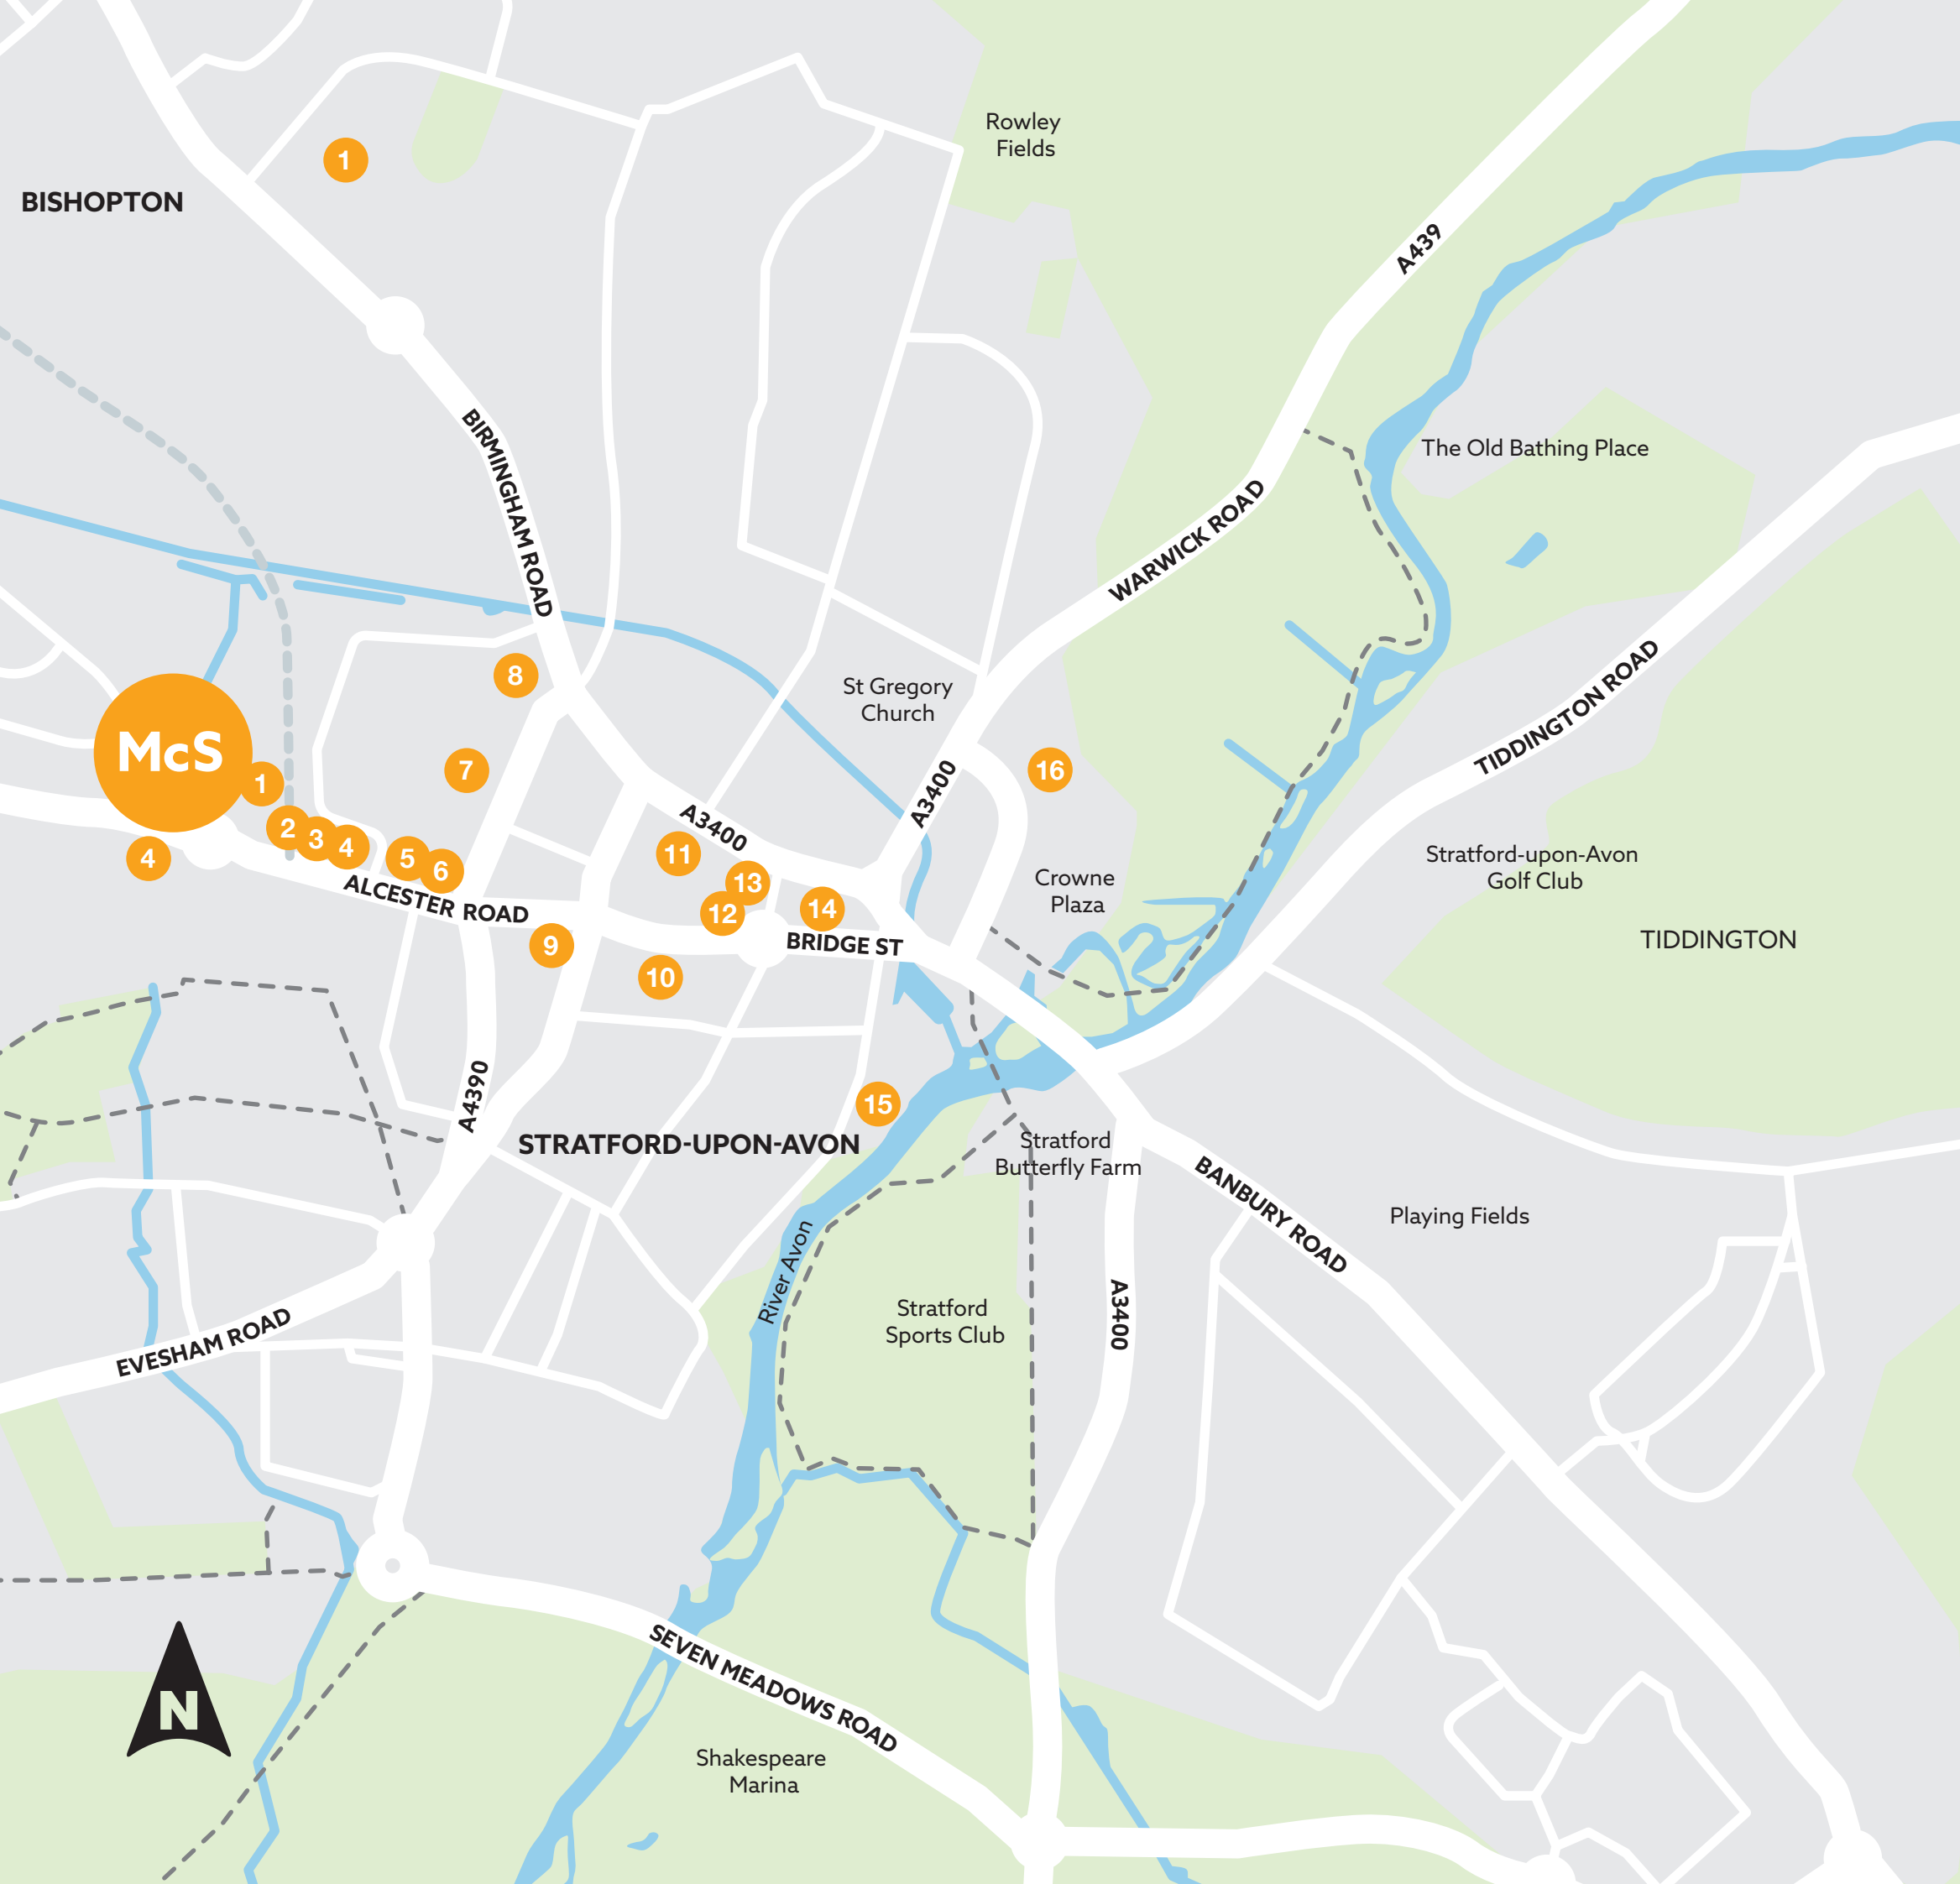 Rowley
Fields
1
BISHOPTON
A439
BIRMINGHAM ROAD
The Old Bathing Place
WARWICK ROAD
8
St Gregory
Church
TIDDINGTON ROAD
McS
1
7
16
A3400
A3400
2
3
4
4
5
6
11
13
12
14
Stratford-upon-Avon
Golf Club
Crowne
Plaza
ALCESTER ROAD
9
BRIDGE ST
10
TIDDINGTON
A4390
15
STRATFORD-UPON-AVON
Stratford
Butterfly Farm
BANBURY ROAD
Playing Fields
River Avon
Stratford
Sports Club
A3400
EVESHAM ROAD
SEVEN MEADOWS ROAD
N
Shakespeare
Marina